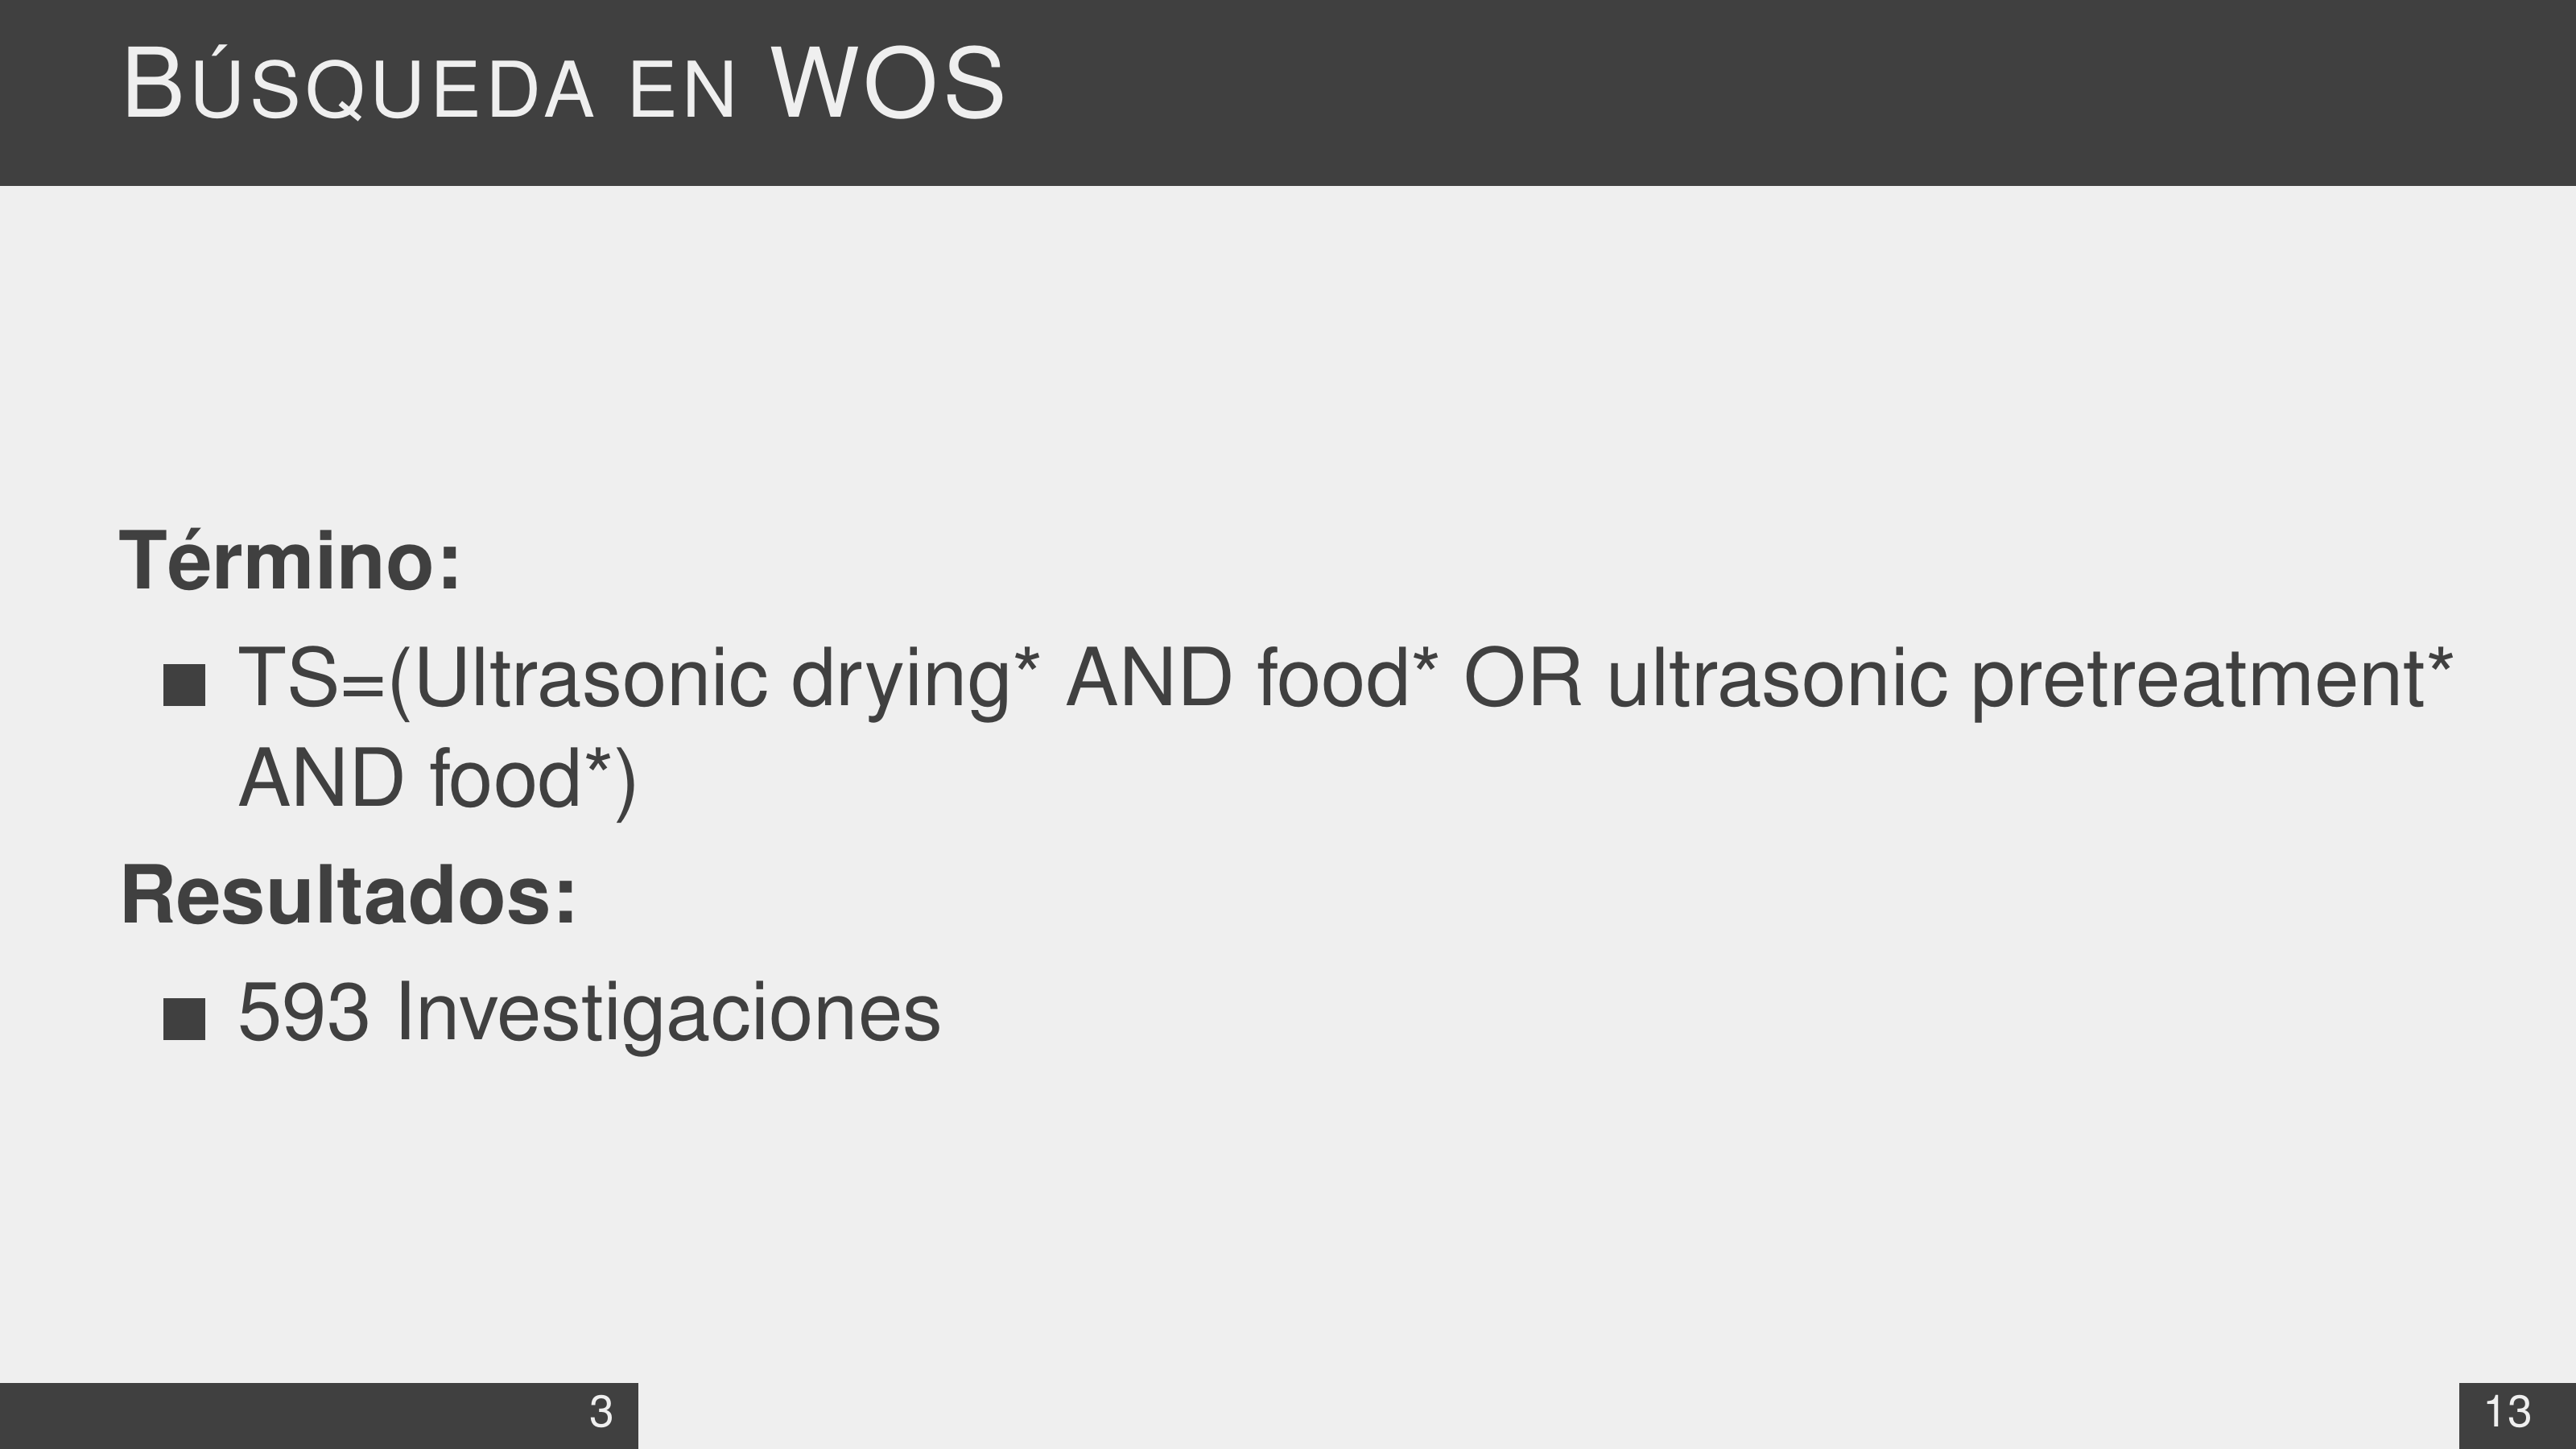 BÚSQUEDA EN WOS
Término:
■ TS=(Ultrasonic drying* AND food* OR ultrasonic pretreatment*
AND food*)
Resultados:
■ 593 Investigaciones
3
13